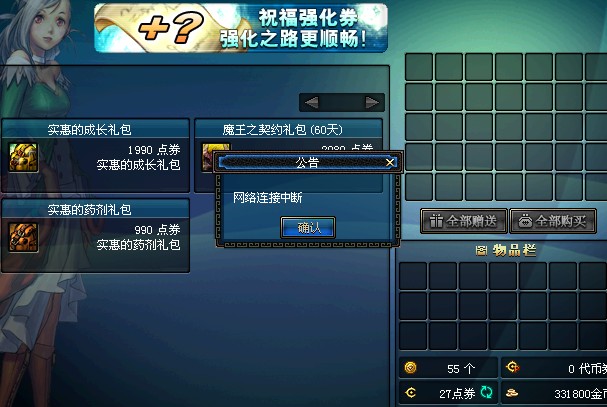 +?
祝福强化券
强化之路更顺畅!
实惠的成长礼包
1990 点券
实惠的成长礼包
魔王之契约礼包 (60天)
2980 点券
公告
网络连接中断
确认
实惠的药剂礼包
990 点券
实惠的药剂礼包
全部赠送
全部购买
物品栏
55 个
0 代币券
27点券
331800金币